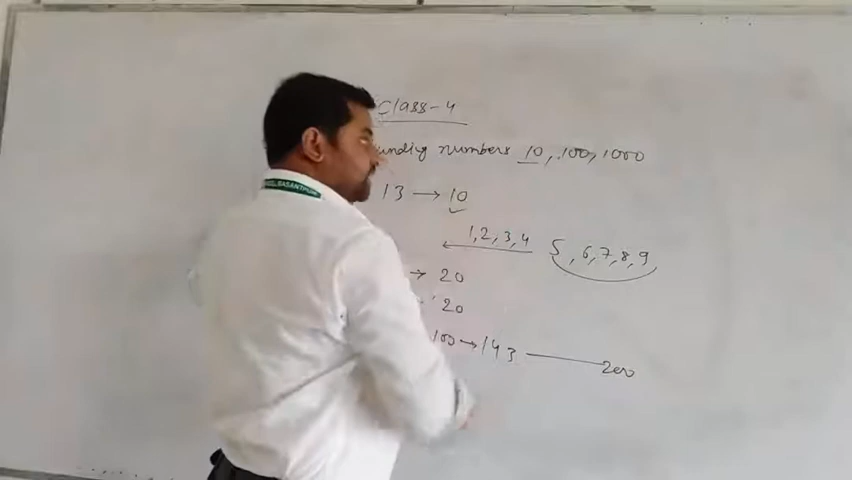 Class-4
unding numbers 10, 100, 1000
13 → 10
1,2,3,4 5,6,7,8,9
→ 20
20
100 → 143 —— 200